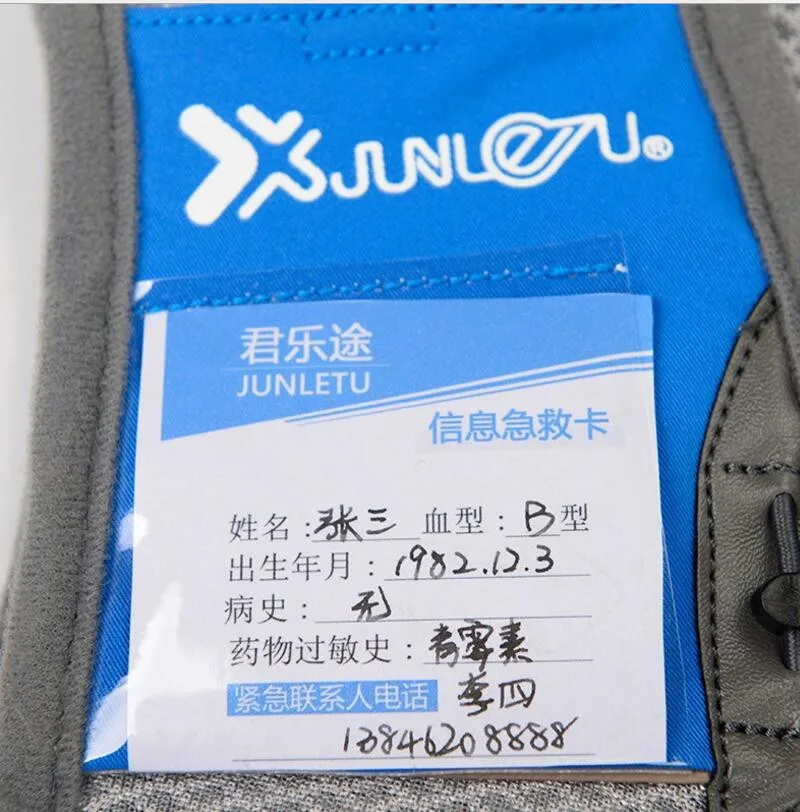 JUNLETU®
君乐途
JUNLETU
信息急救卡
姓名：张三 血型：B型
出生年月：1982.12.3
病史：无
药物过敏史：青霉素
紧急联系人电话 李四
13846208888